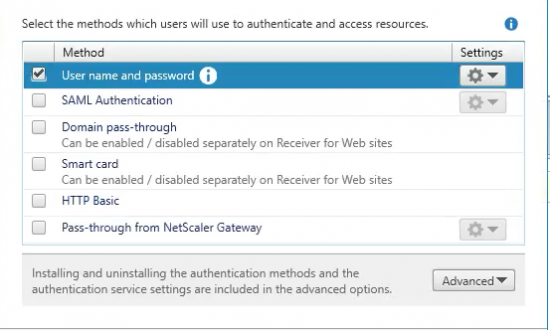 Select the methods which users will use to authenticate and access resources.
Method Settings
User name and password
SAML Authentication
Domain pass-through
Can be enabled / disabled separately on Receiver for Web sites
Smart card
Can be enabled / disabled separately on Receiver for Web sites
HTTP Basic
Pass-through from NetScaler Gateway
Installing and uninstalling the authentication methods and the
authentication service settings are included in the advanced options.
Advanced